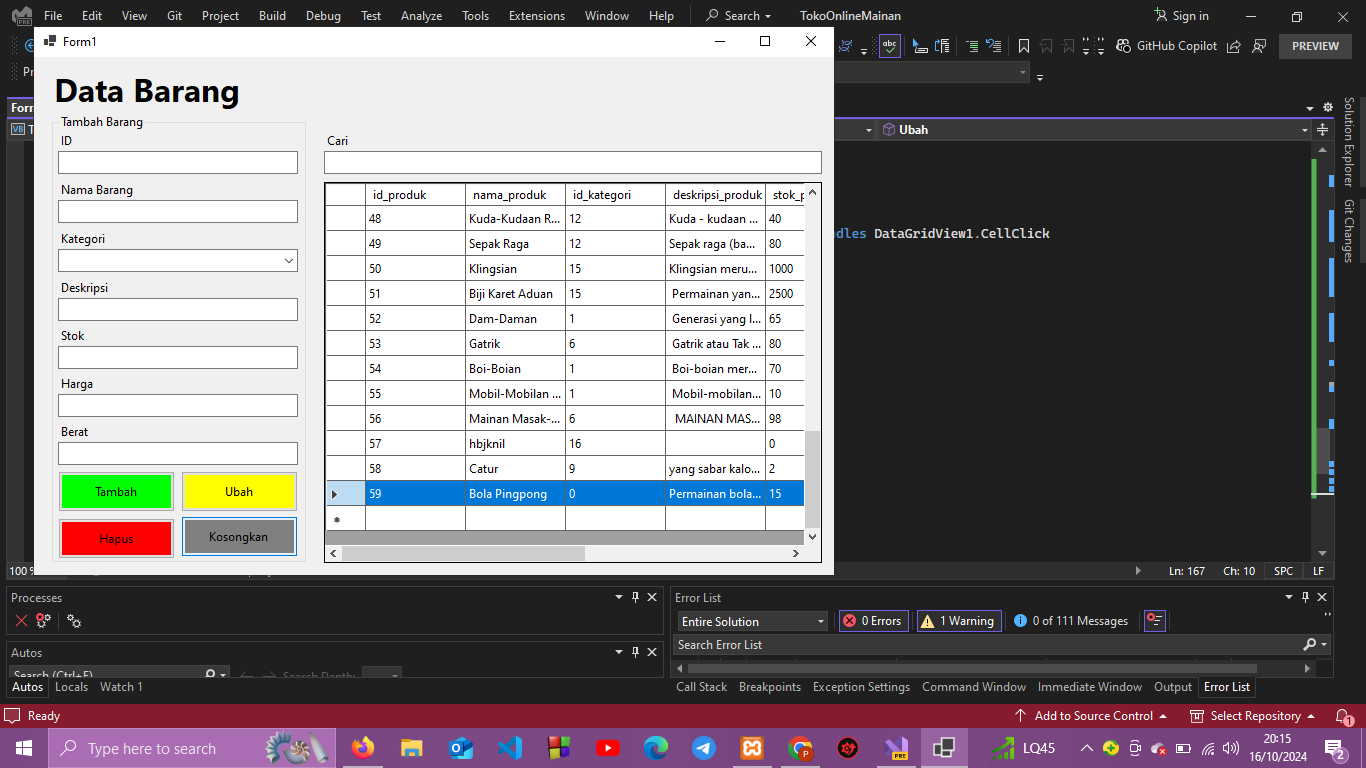 File Edit View Git Project Build Debug Test Analyze Tools Extensions Window Help Search TokoOnlineMainan Sign in
Form1
GitHub Copilot PREVIEW
Data Barang
Ubah
Tambah Barang
ID
Cari
Nama Barang
Kategori
Deskripsi
Stok
Harga
Berat
Tambah Ubah
Hapus Kosongkan
id_produk nama_produk id_kategori deskripsi_produk stok_p
48 Kuda-Kudaan R... 12 Kuda - kudaan ... 40
49 Sepak Raga 12 Sepak raga (ba... 80
50 Klingsian 15 Klingsian meru... 1000
51 Biji Karet Aduan 15 Permainan yan... 2500
52 Dam-Daman 1 Generasi yang l... 65
53 Gatrik 6 Gatrik atau Tak ... 80
54 Boi-Boian 1 Boi-boian mer... 70
55 Mobil-Mobilan ... 1 Mobil-mobilan... 10
56 Mainan Masak-... 6 MAINAN MAS... 98
57 hbjknil 16 0
58 Catur 9 yang sabar kalo... 2
59 Bola Pingpong 0 Permainan bola... 15
dles DataGridView1.CellClick
Solution Explorer
Git Changes
100 % Ln: 167 Ch: 10 SPC LF
Processes
Autos
Search (Ctrl+E) Search Depth:
Autos Locals Watch 1
Error List
Entire Solution 0 Errors 1 Warning 0 of 111 Messages
Search Error List
Call Stack Breakpoints Exception Settings Command Window Immediate Window Output Error List
Ready Add to Source Control Select Repository 1
Type here to search LQ45 20:15
16/10/2024 2